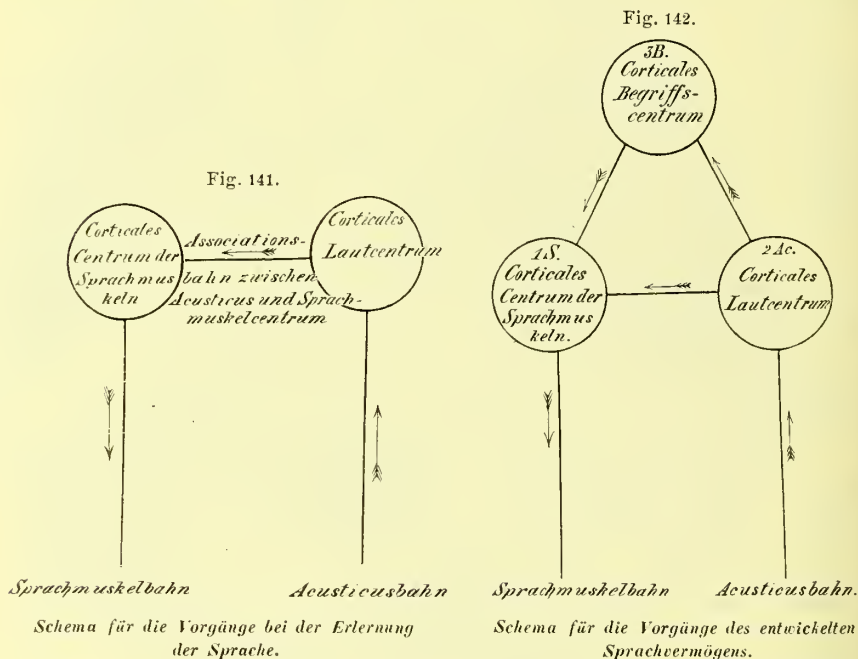 Fig. 141.
Corticales
Centrum der
Sprachmus
keln
Associations-
bahn zwischen
Acusticus und Sprach-
muskelcentrum
Corticales
Lautcentrum
Sprachmuskelbahn
Acusticusbahn
Schema für die Vorgänge bei der Erlernung
der Sprache.
Fig. 142.
3B.
Corticales
Begriffs-
centrum
1S.
Corticales
Centrum der
Sprachmus
keln.
2Ac.
Corticales
Lautcentrum
Sprachmuskelbahn
Acusticusbahn.
Schema für die Vorgänge des entwickelten
Sprachvermögens.